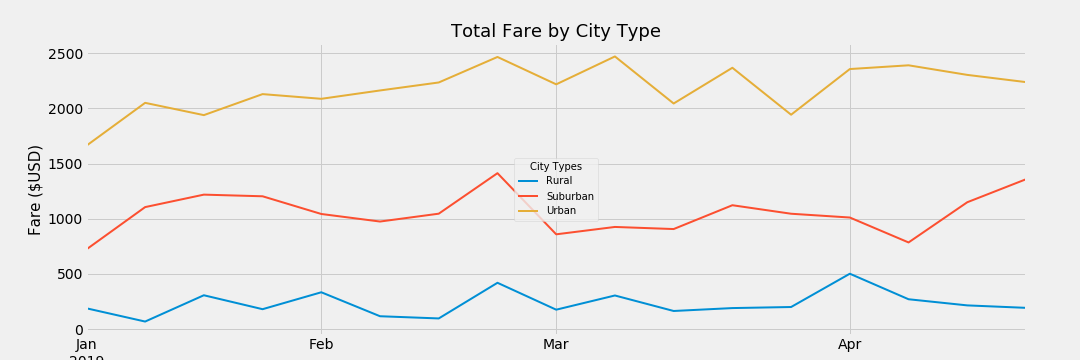 Total Fare by City Type
Fare ($USD)
2500
2000
1500
1000
500
0
City Types
Rural
Suburban
Urban
Jan
Feb
Mar
Apr